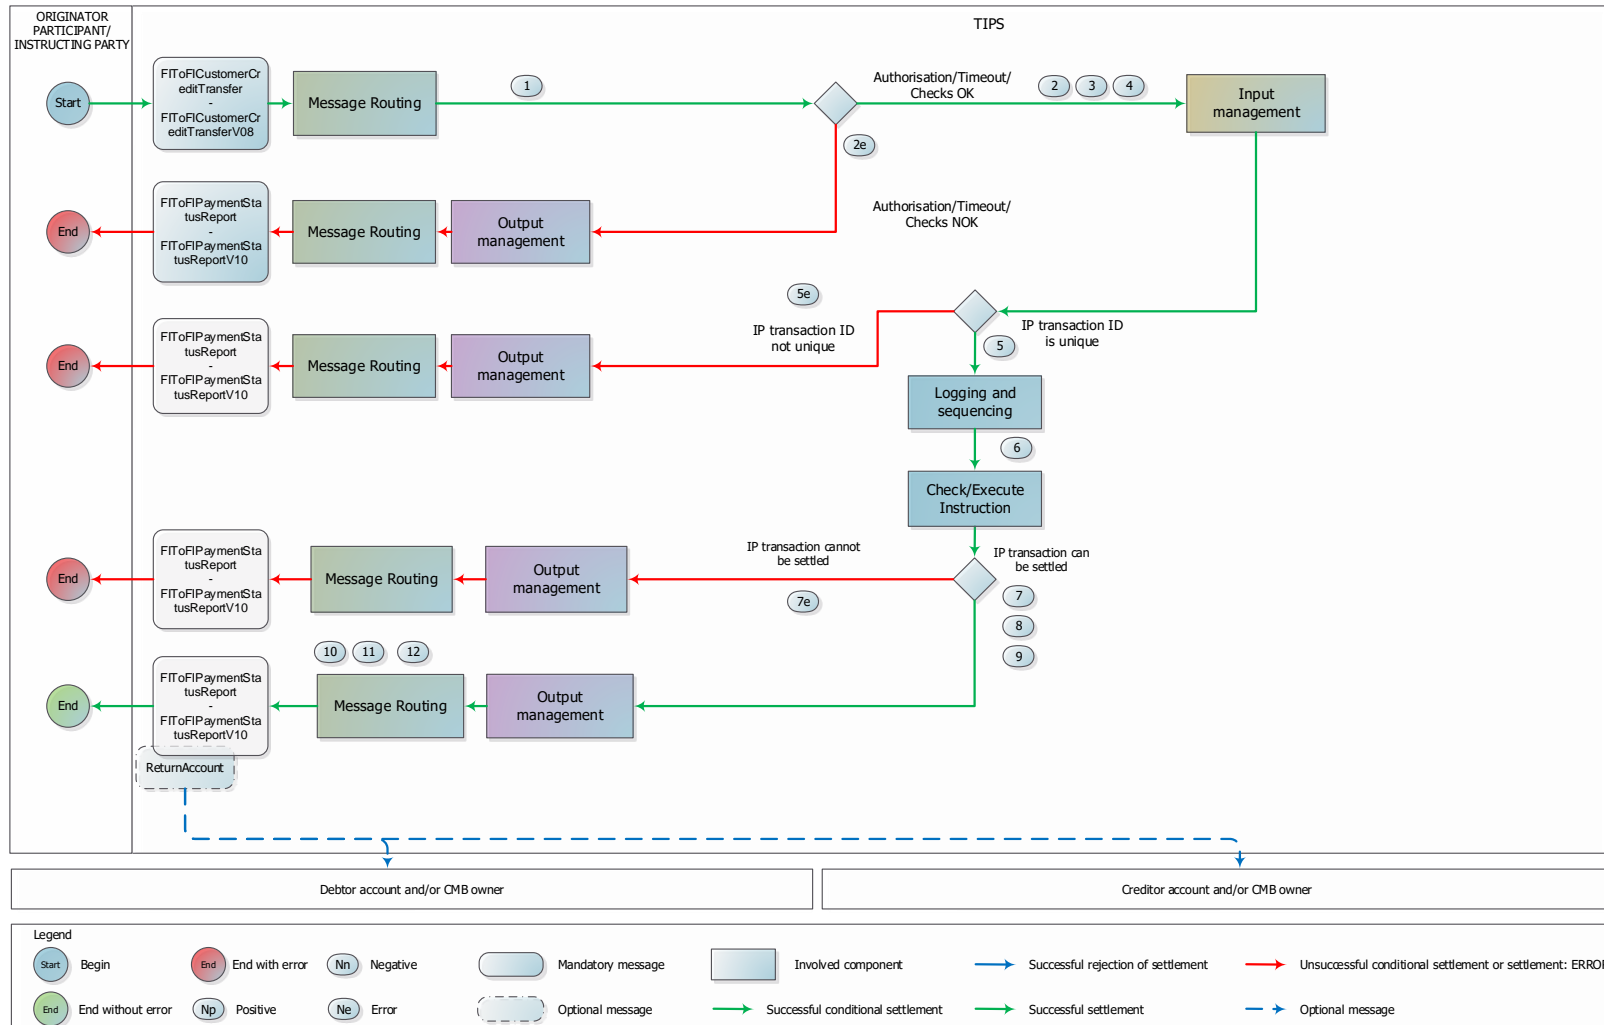 ORIGINATOR
PARTICIPANT/
INSTRUCTING PARTY
TIPS
Start
FIToFICustomerCr
editTransfer
-
FIToFICustomerCr
editTransferV08
Message Routing
1
Authorisation/Timeout/
Checks OK
2
3
4
Input
management
2e
Authorisation/Timeout/
Checks NOK
End
FIToFIPaymentSta
tusReport
-
FIToFIPaymentSta
tusReportV10
Message Routing
Output
management
5e
IP transaction ID
not unique
IP transaction ID
is unique
5
End
FIToFIPaymentSta
tusReport
-
FIToFIPaymentSta
tusReportV10
Message Routing
Output
management
Logging and
sequencing
6
Check/Execute
Instruction
IP transaction cannot
be settled
IP transaction can
be settled
End
FIToFIPaymentSta
tusReport
-
FIToFIPaymentSta
tusReportV10
Message Routing
Output
management
7e
7
8
9
10
11
12
End
FIToFIPaymentSta
tusReport
-
FIToFIPaymentSta
tusReportV10
Message Routing
Output
management
ReturnAccount
Debtor account and/or CMB owner
Creditor account and/or CMB owner
Legend
Start
Begin
End
End with error
Nn
Negative
Mandatory message
Involved component
Successful rejection of settlement
Unsuccessful conditional settlement or settlement: ERROR
End
End without error
Np
Positive
Ne
Error
Optional message
Successful conditional settlement
Successful settlement
Optional message